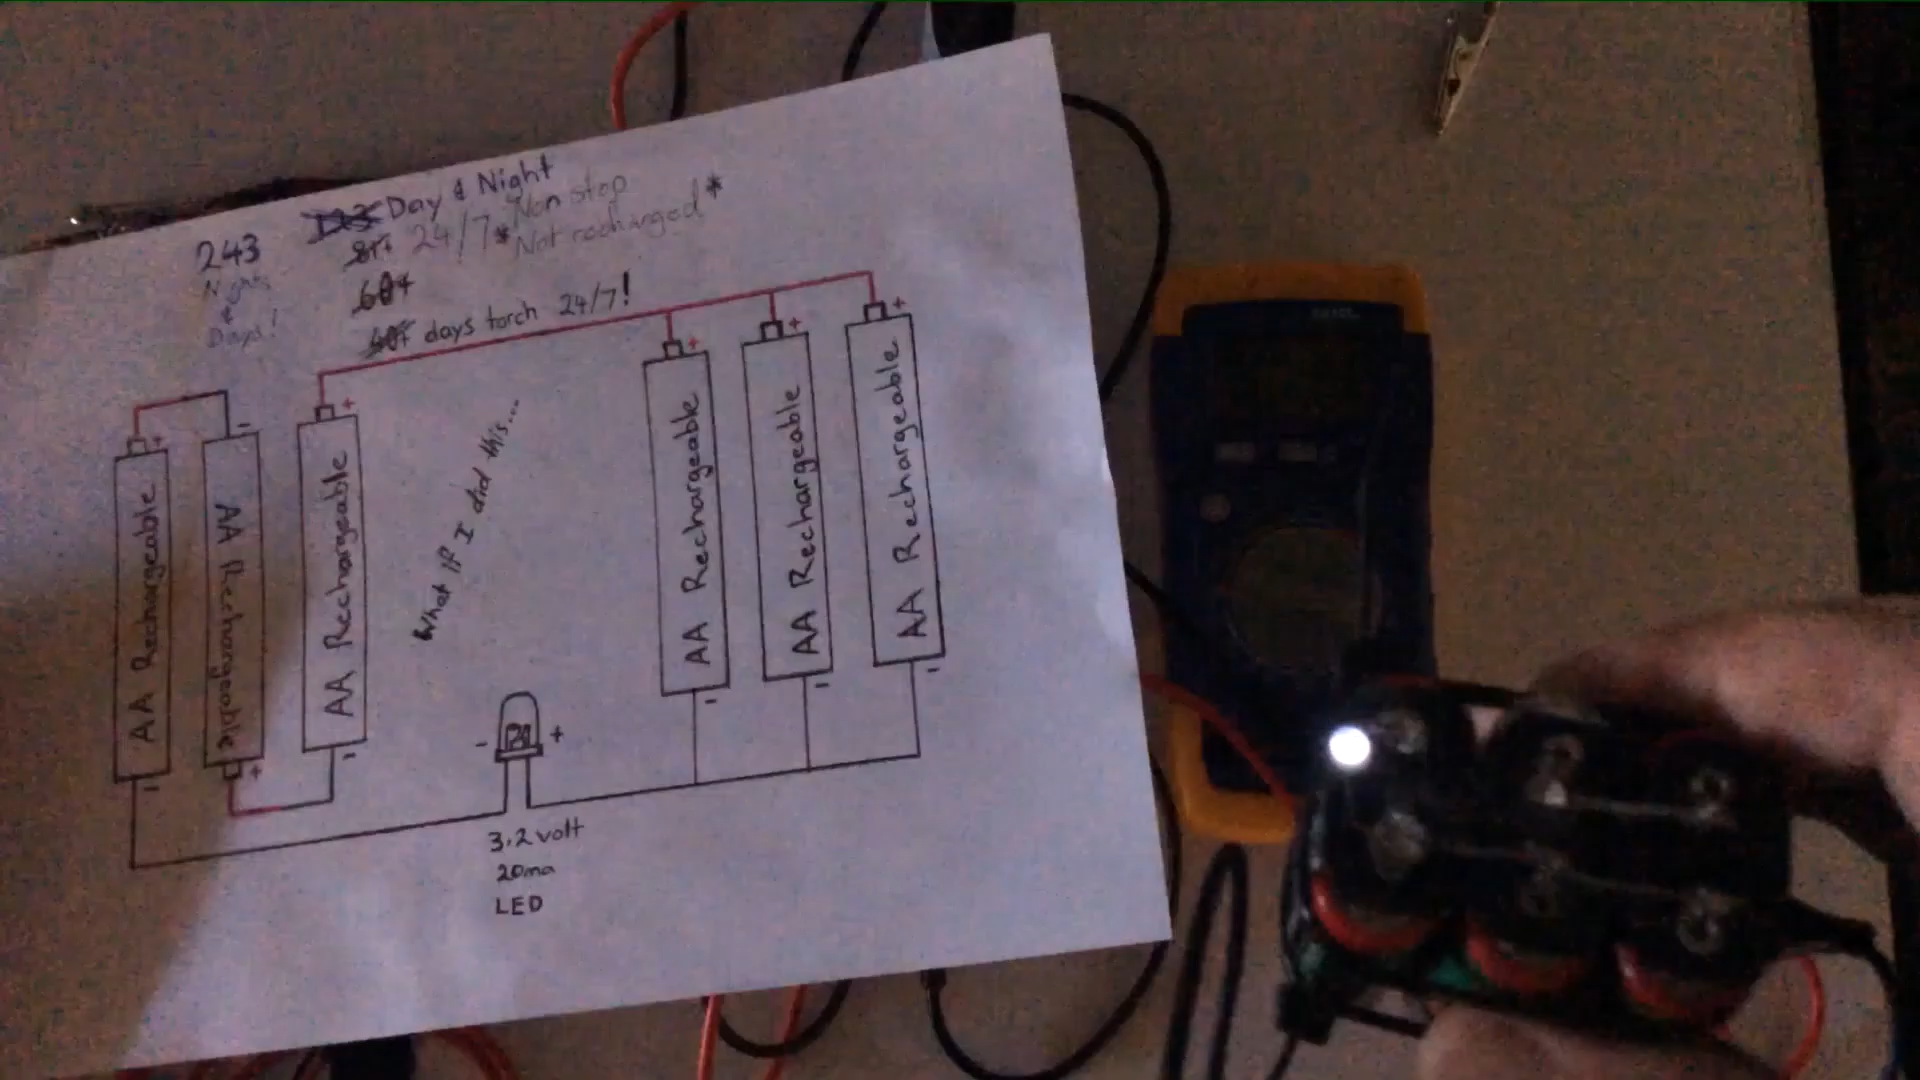 Day & Night
24/7 * Non stop
Not recharged *
243
Nights
&
Days!
days torch 24/7!
What if I did this...
+
-
+
+
+
+
AA Rechargeable
AA Rechargeable
AA Rechargeable
AA Rechargeable
AA Rechargeable
AA Rechargeable
-
+
-
-
-
-
-
+
3.2 volt
20ma
LED